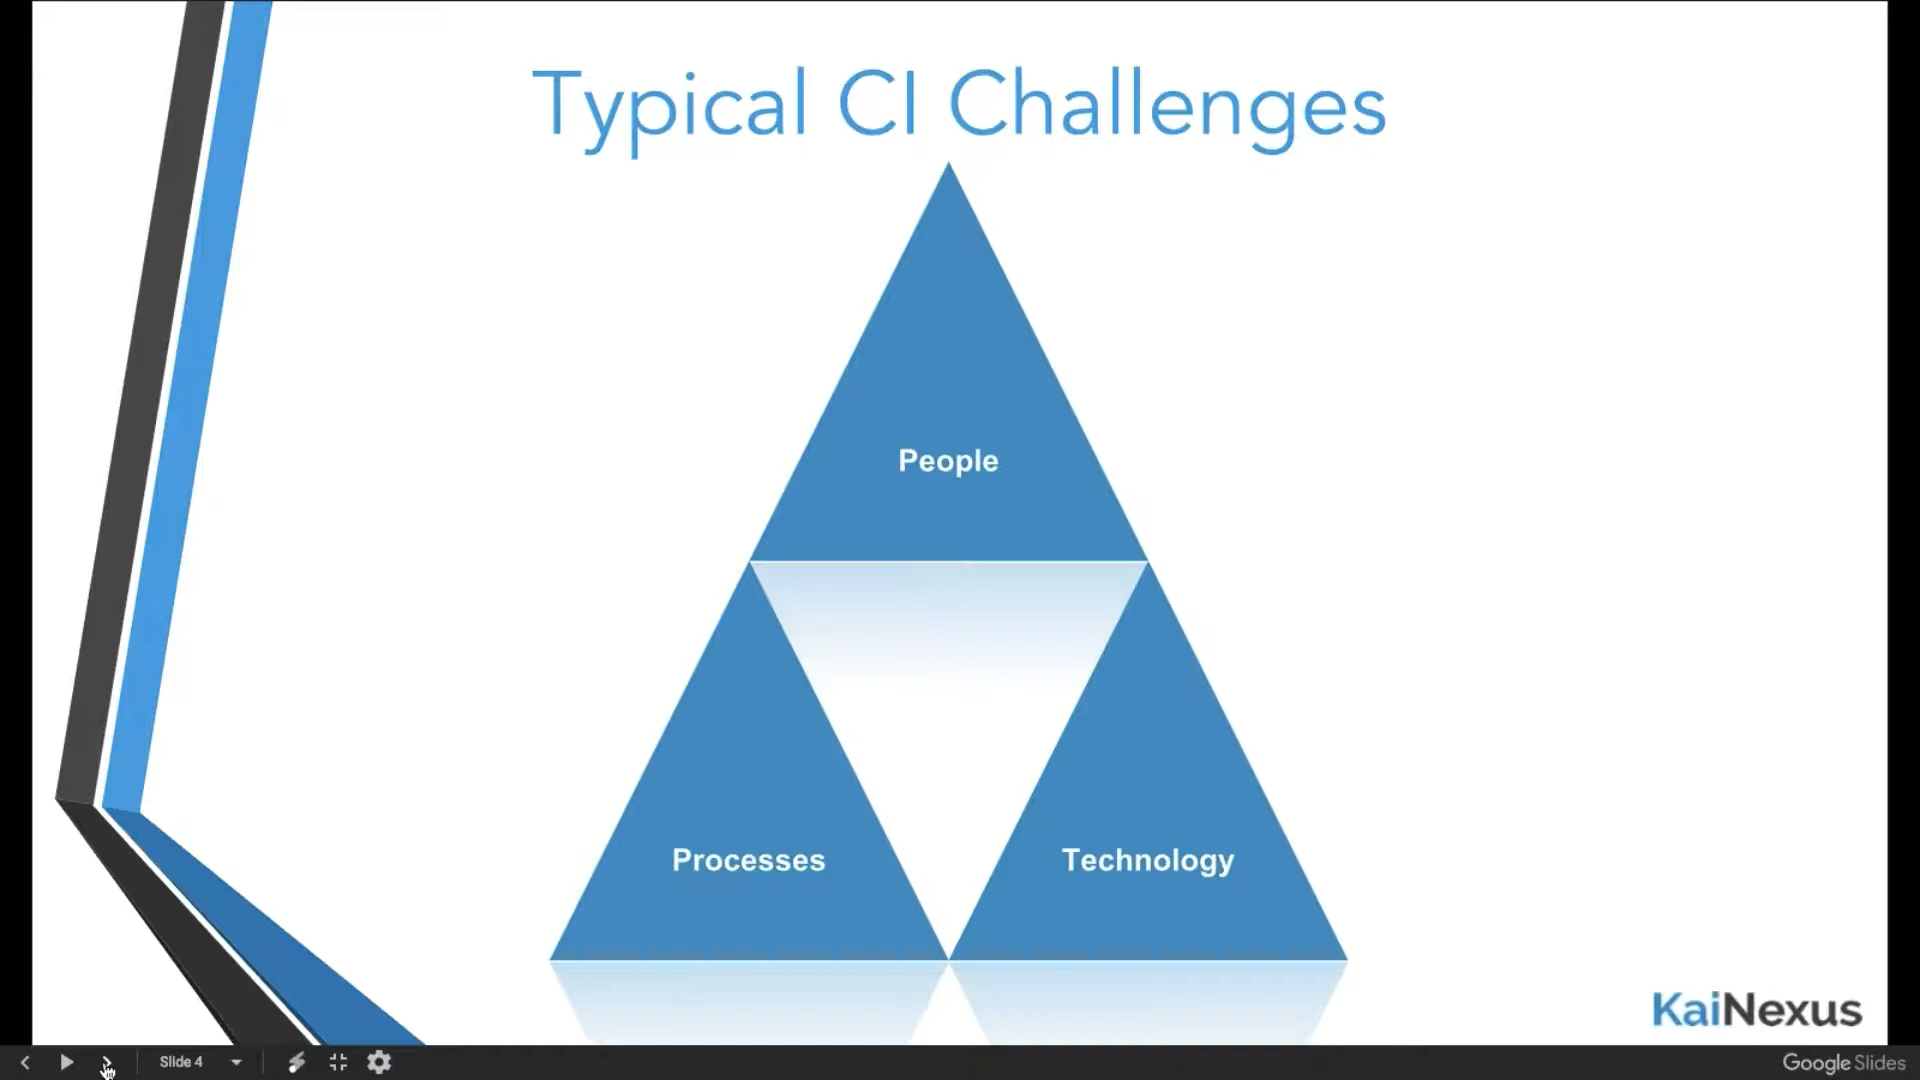 Typical CI Challenges
People
Processes
Technology
KaiNexus
Slide 4
Google Slides